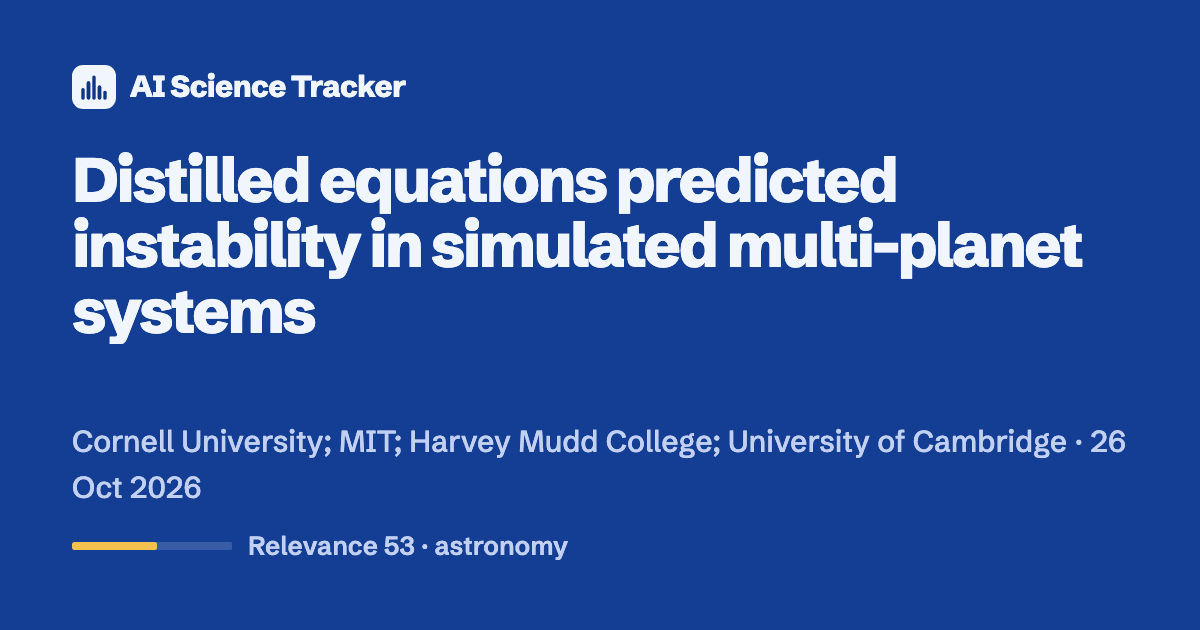 AI Science Tracker
Distilled equations predicted
instability in simulated multi-planet
systems
Cornell University; MIT; Harvey Mudd College; University of Cambridge · 26
Oct 2026
Relevance 53 · astronomy